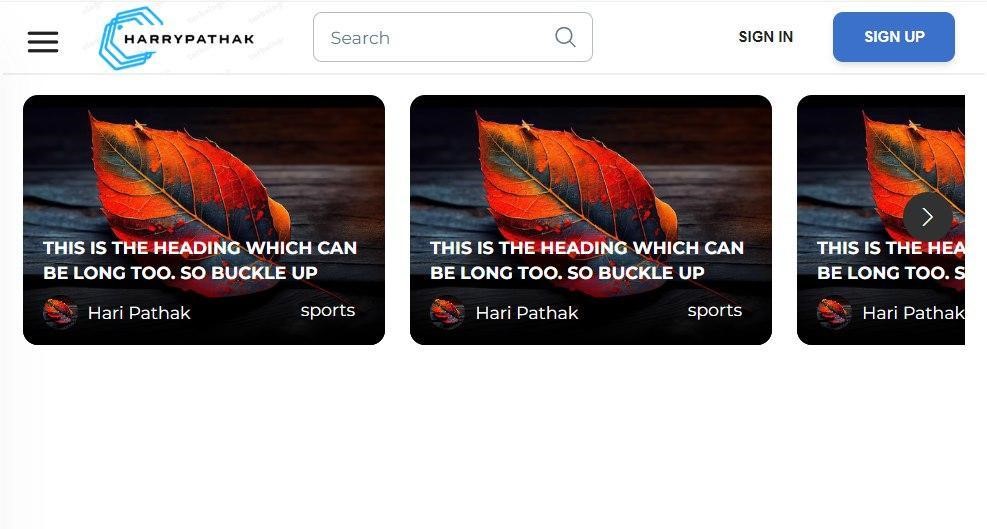 HARRYPATHAK
Search
SIGN IN
SIGN UP
THIS IS THE HEADING WHICH CAN
BE LONG TOO. SO BUCKLE UP
Hari Pathak
sports
THIS IS THE HEADING WHICH CAN
BE LONG TOO. SO BUCKLE UP
Hari Pathak
sports
THIS IS THE HEA
BE LONG TOO. S
Hari Pathak